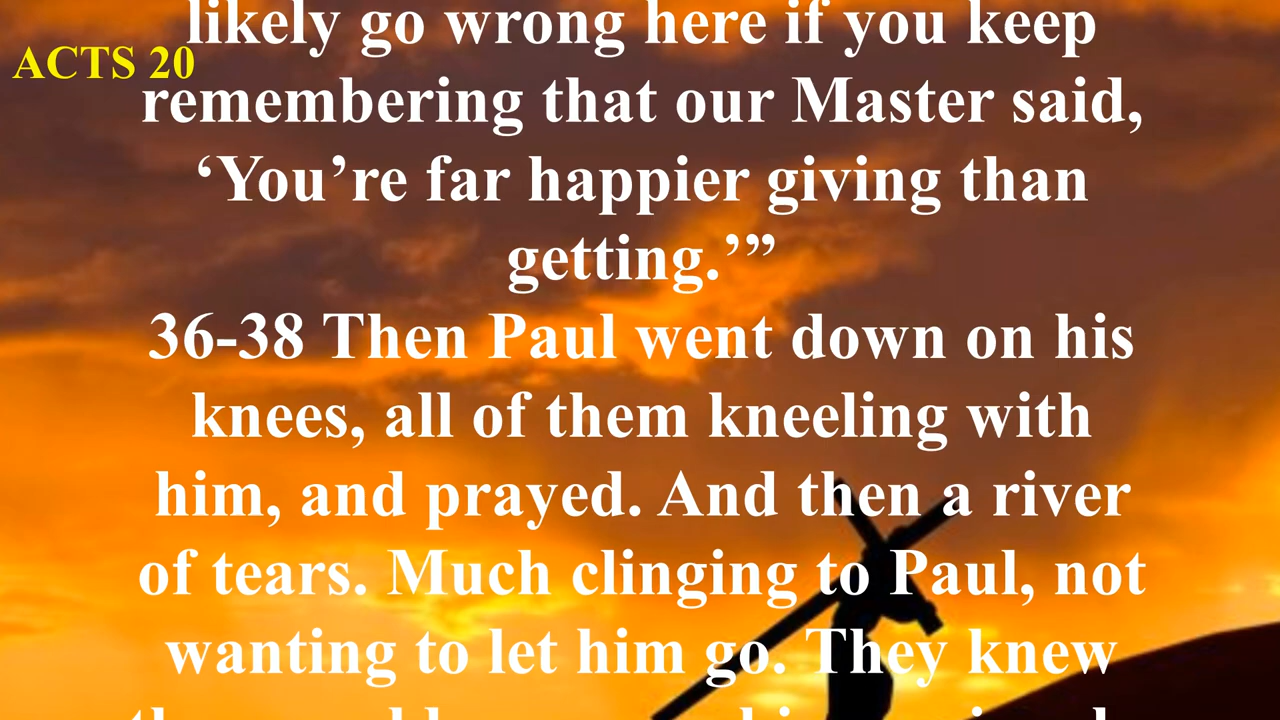 likely go wrong here if you keep
ACTS 20
remembering that our Master said,
‘You’re far happier giving than
getting.’”
36-38 Then Paul went down on his
knees, all of them kneeling with
him, and prayed. And then a river
of tears. Much clinging to Paul, not
wanting to let him go. They knew